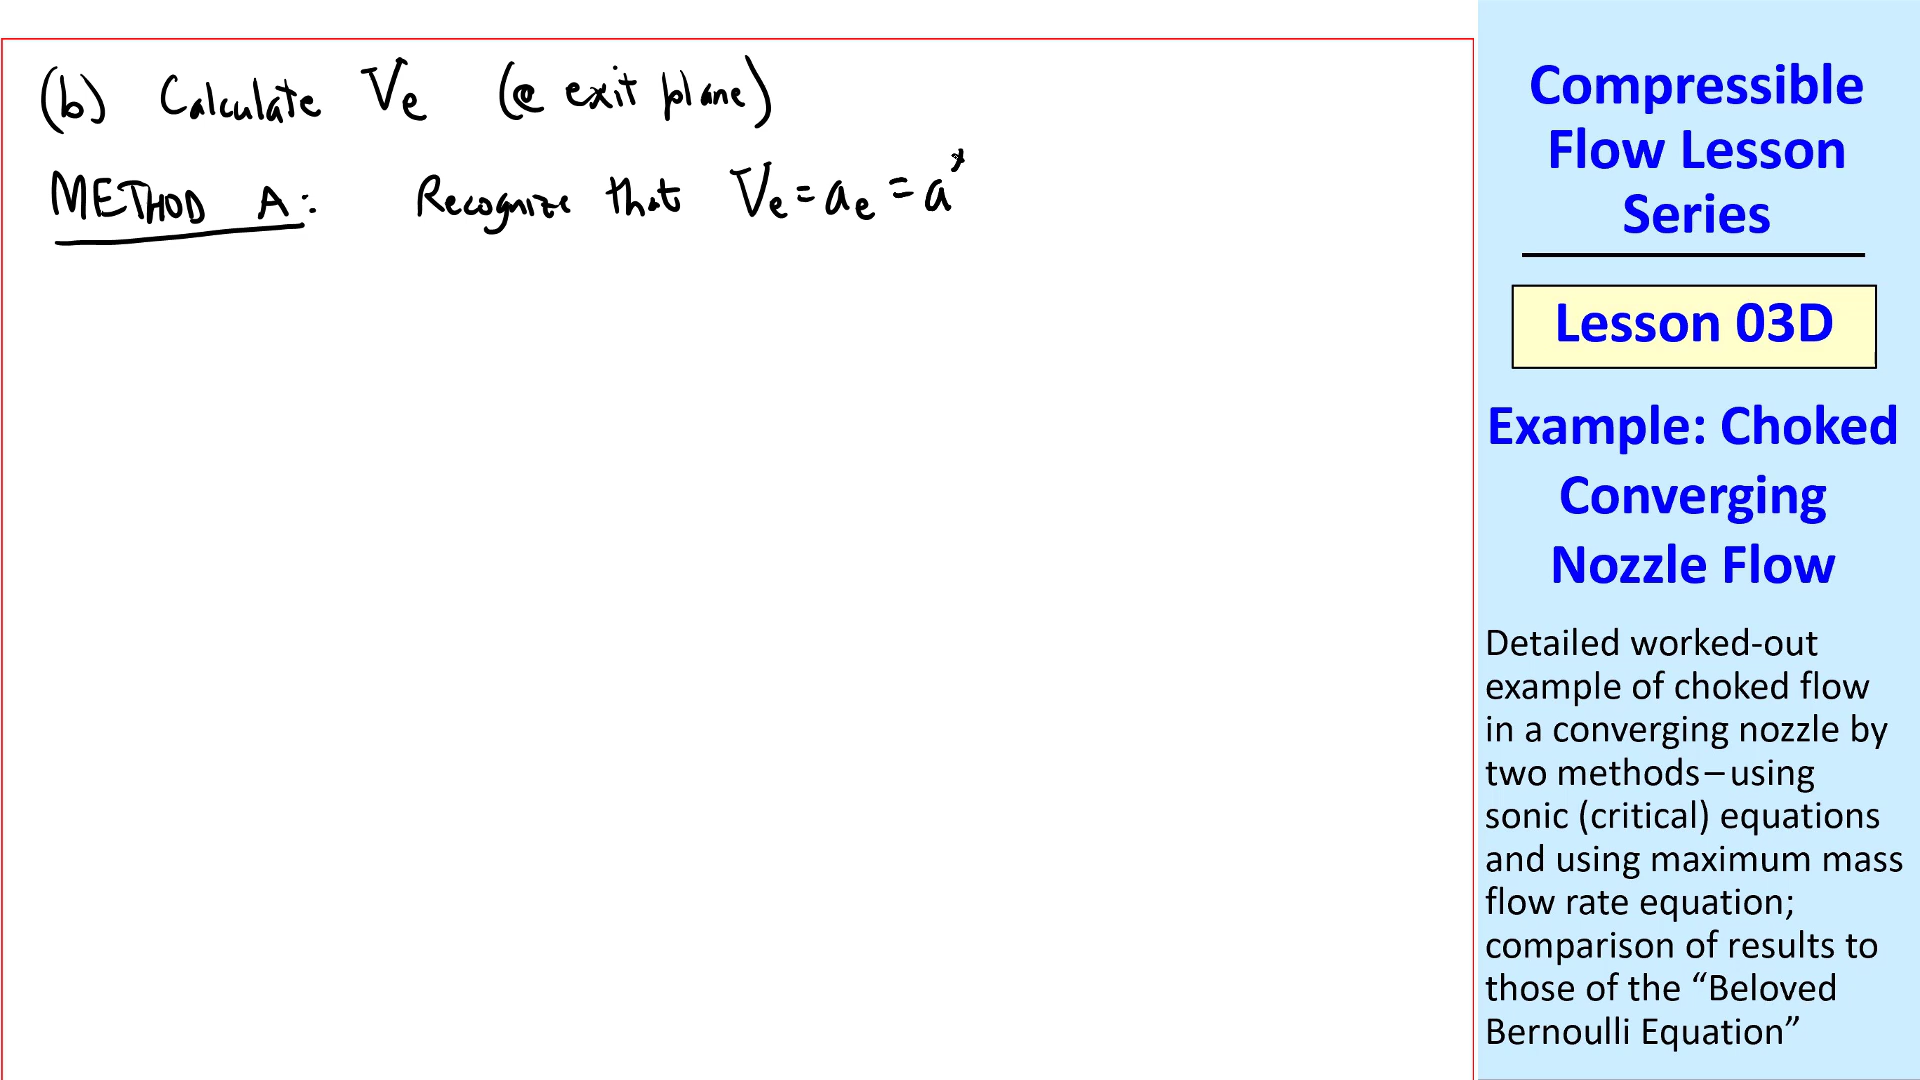 (b) Calculate Ve (@ exit plane)
METHOD A: Recognize that Ve = ae = a*
Compressible
Flow Lesson
Series
Lesson 03D
Example: Choked
Converging
Nozzle Flow
Detailed worked-out
example of choked flow
in a converging nozzle by
two methods – using
sonic (critical) equations
and using maximum mass
flow rate equation;
comparison of results to
those of the “Beloved
Bernoulli Equation”